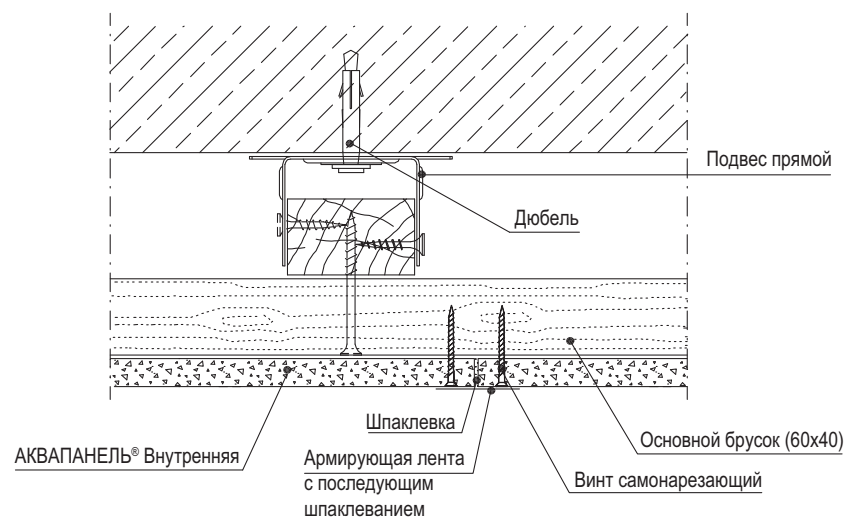 Подвес прямой
Дюбель
Шпаклевка
Основной брусок (60х40)
АКВАПАНЕЛЬ® Внутренняя
Армирующая лента
с последующим
шпаклеванием
Винт самонарезающий